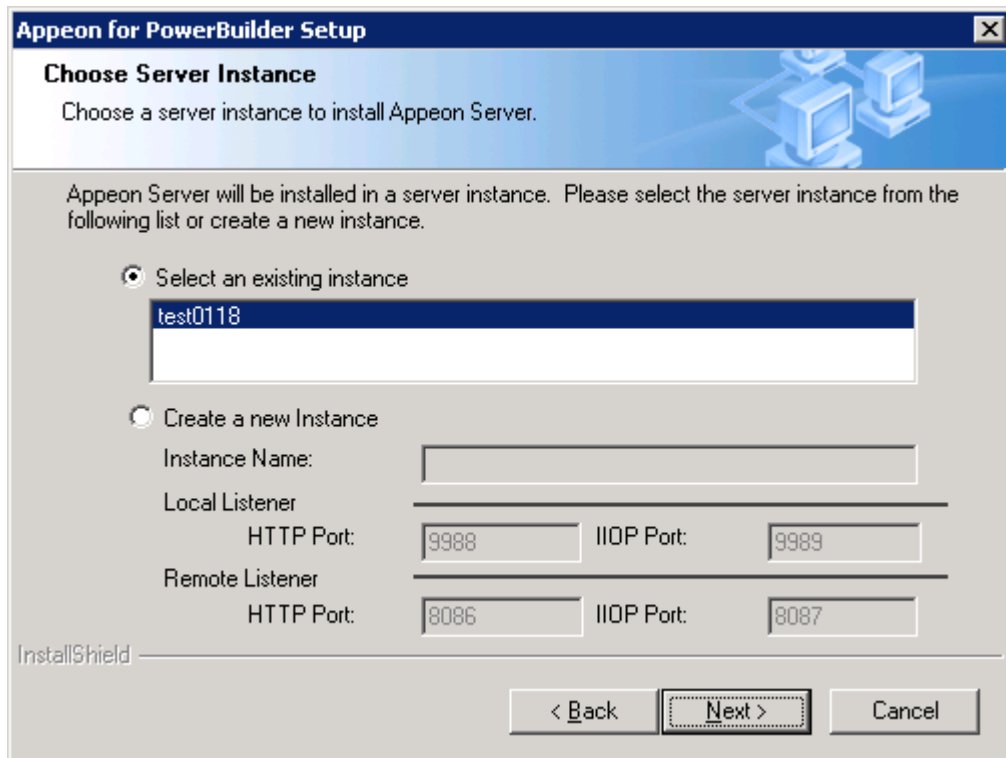 Appeon for PowerBuilder Setup
Choose Server Instance
Choose a server instance to install Appeon Server.
Appeon Server will be installed in a server instance.  Please select the server instance from the
following list or create a new instance.
Select an existing instance
test0118
Create a new Instance
Instance Name:
Local Listener
HTTP Port: 9988 IIOP Port: 9989
Remote Listener
HTTP Port: 8086 IIOP Port: 8087
InstallShield
< Back Next > Cancel